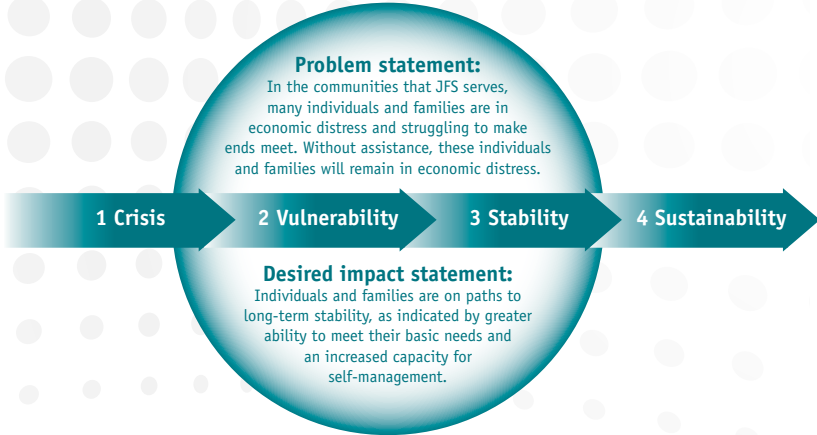 Problem statement:
In the communities that JFS serves,
many individuals and families are in
economic distress and struggling to make
ends meet. Without assistance, these individuals
and families will remain in economic distress.
1 Crisis
2 Vulnerability
3 Stability
4 Sustainability
Desired impact statement:
Individuals and families are on paths to
long-term stability, as indicated by greater
ability to meet their basic needs and
an increased capacity for
self-management.